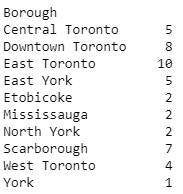 Borough
Central Toronto 5
Downtown Toronto 8
East Toronto 10
East York 5
Etobicoke 2
Mississauga 2
North York 2
Scarborough 7
West Toronto 4
York 1